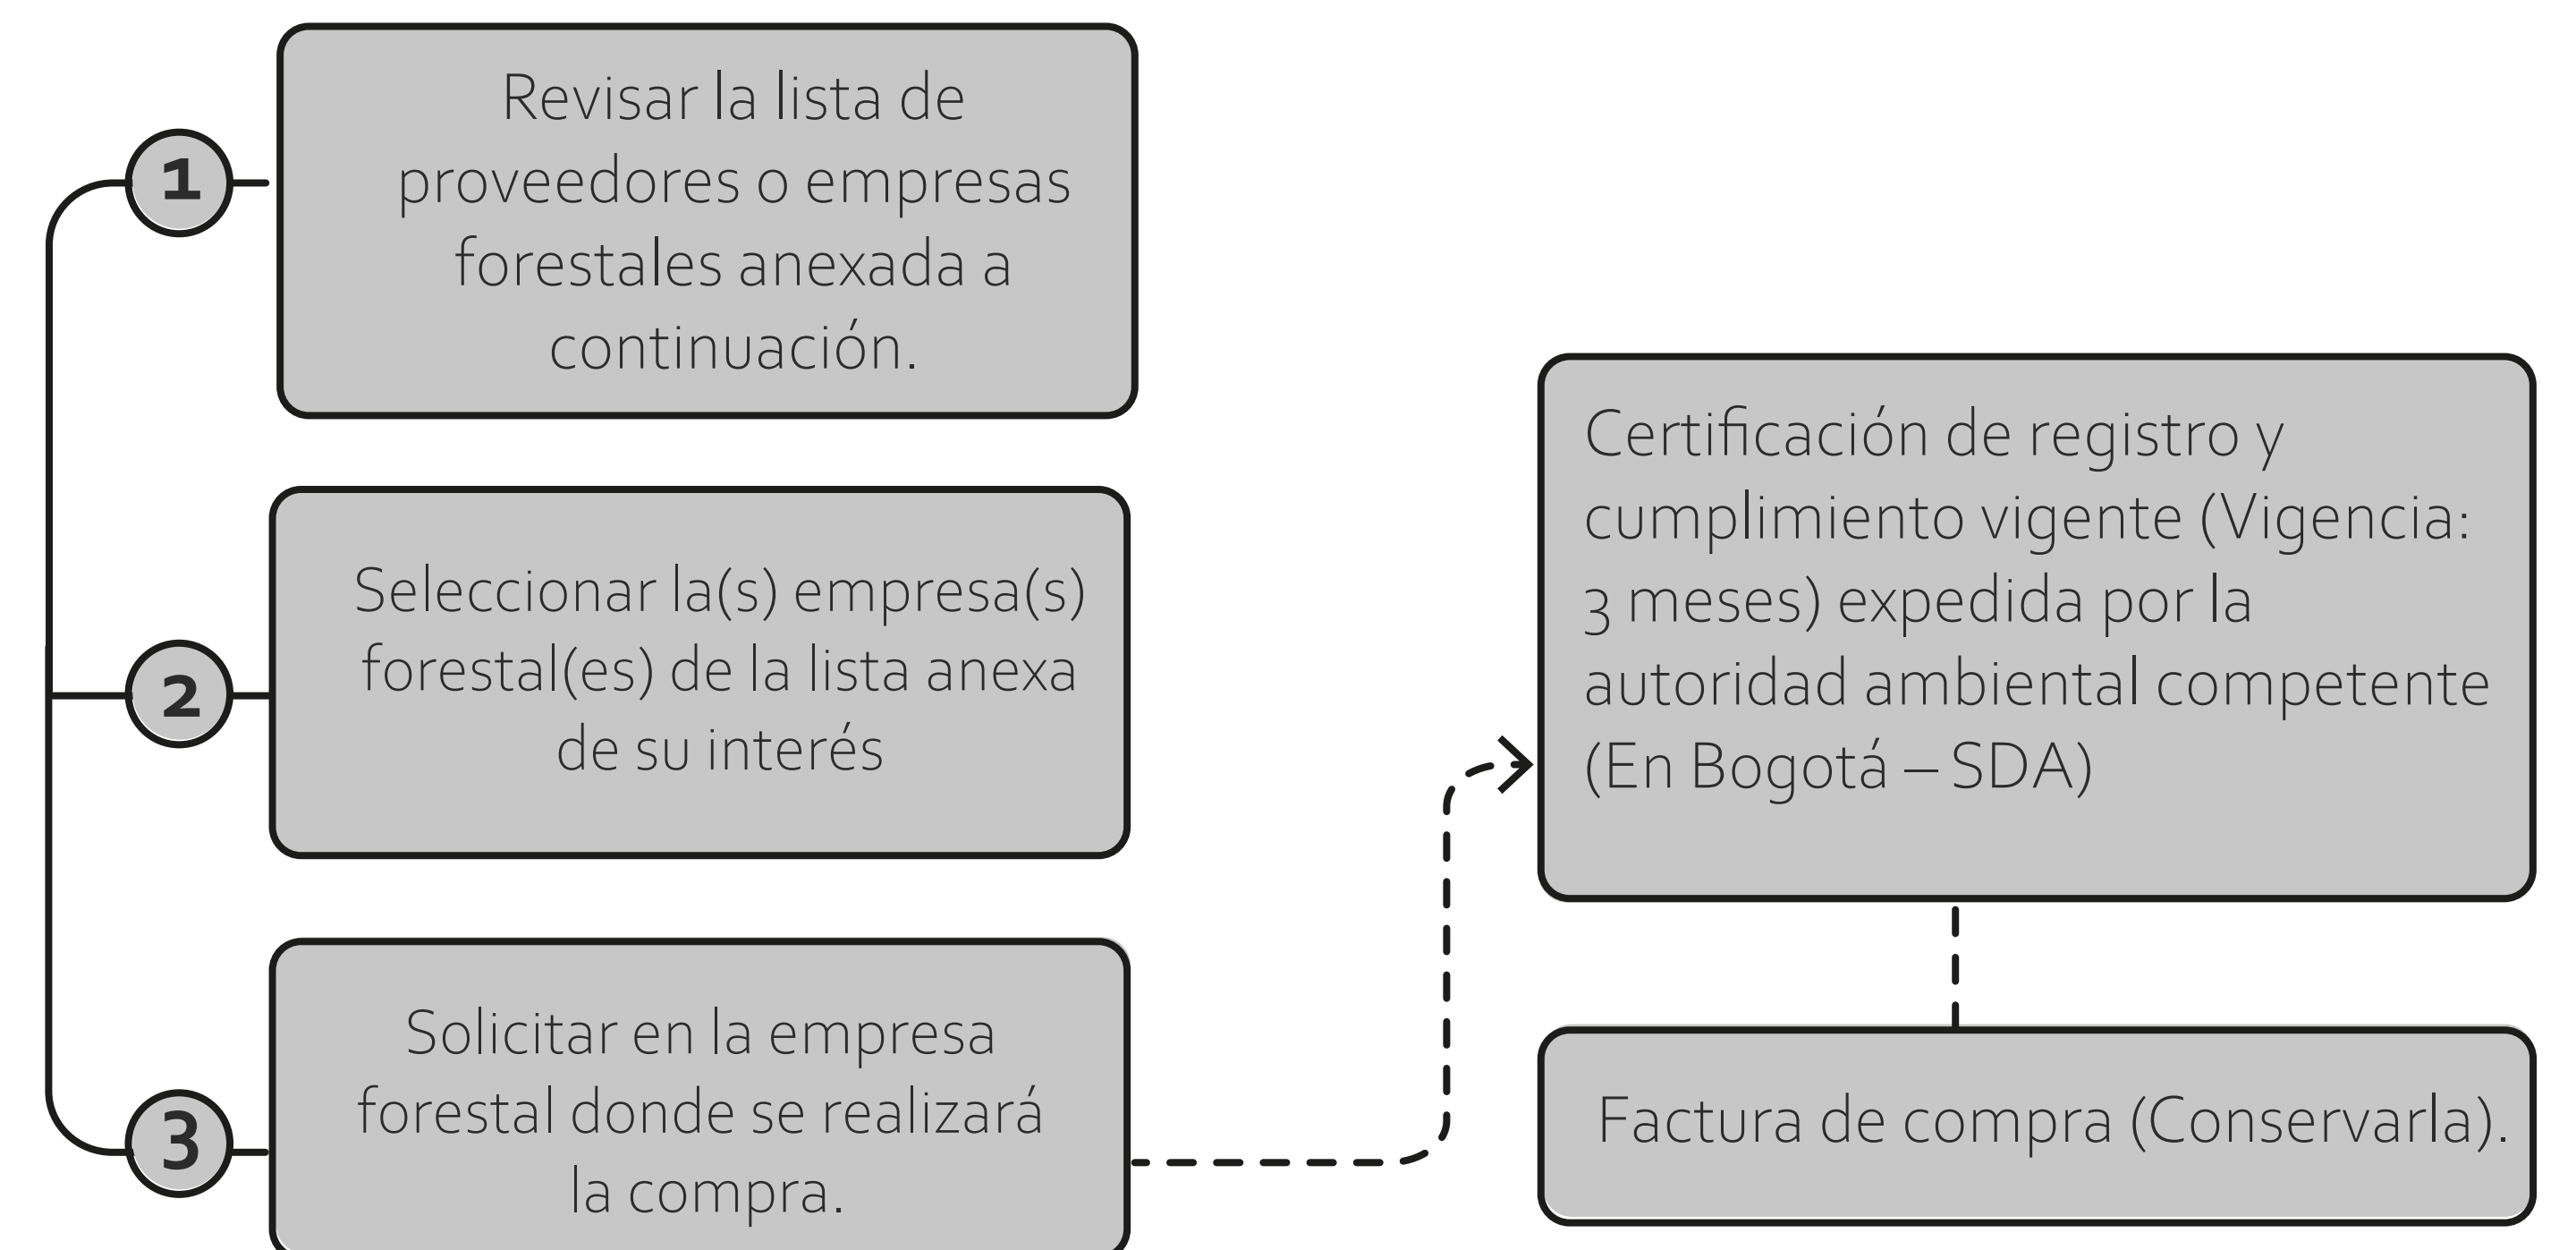 1
Revisar la lista de
proveedores o empresas
forestales anexada a
continuación.
2
Seleccionar la(s) empresa(s)
forestal(es) de la lista anexa
de su interés
3
Solicitar en la empresa
forestal donde se realizará
la compra.
Certificación de registro y
cumplimiento vigente (Vigencia:
3 meses) expedida por la
autoridad ambiental competente
(En Bogotá – SDA)
Factura de compra (Conservarla).